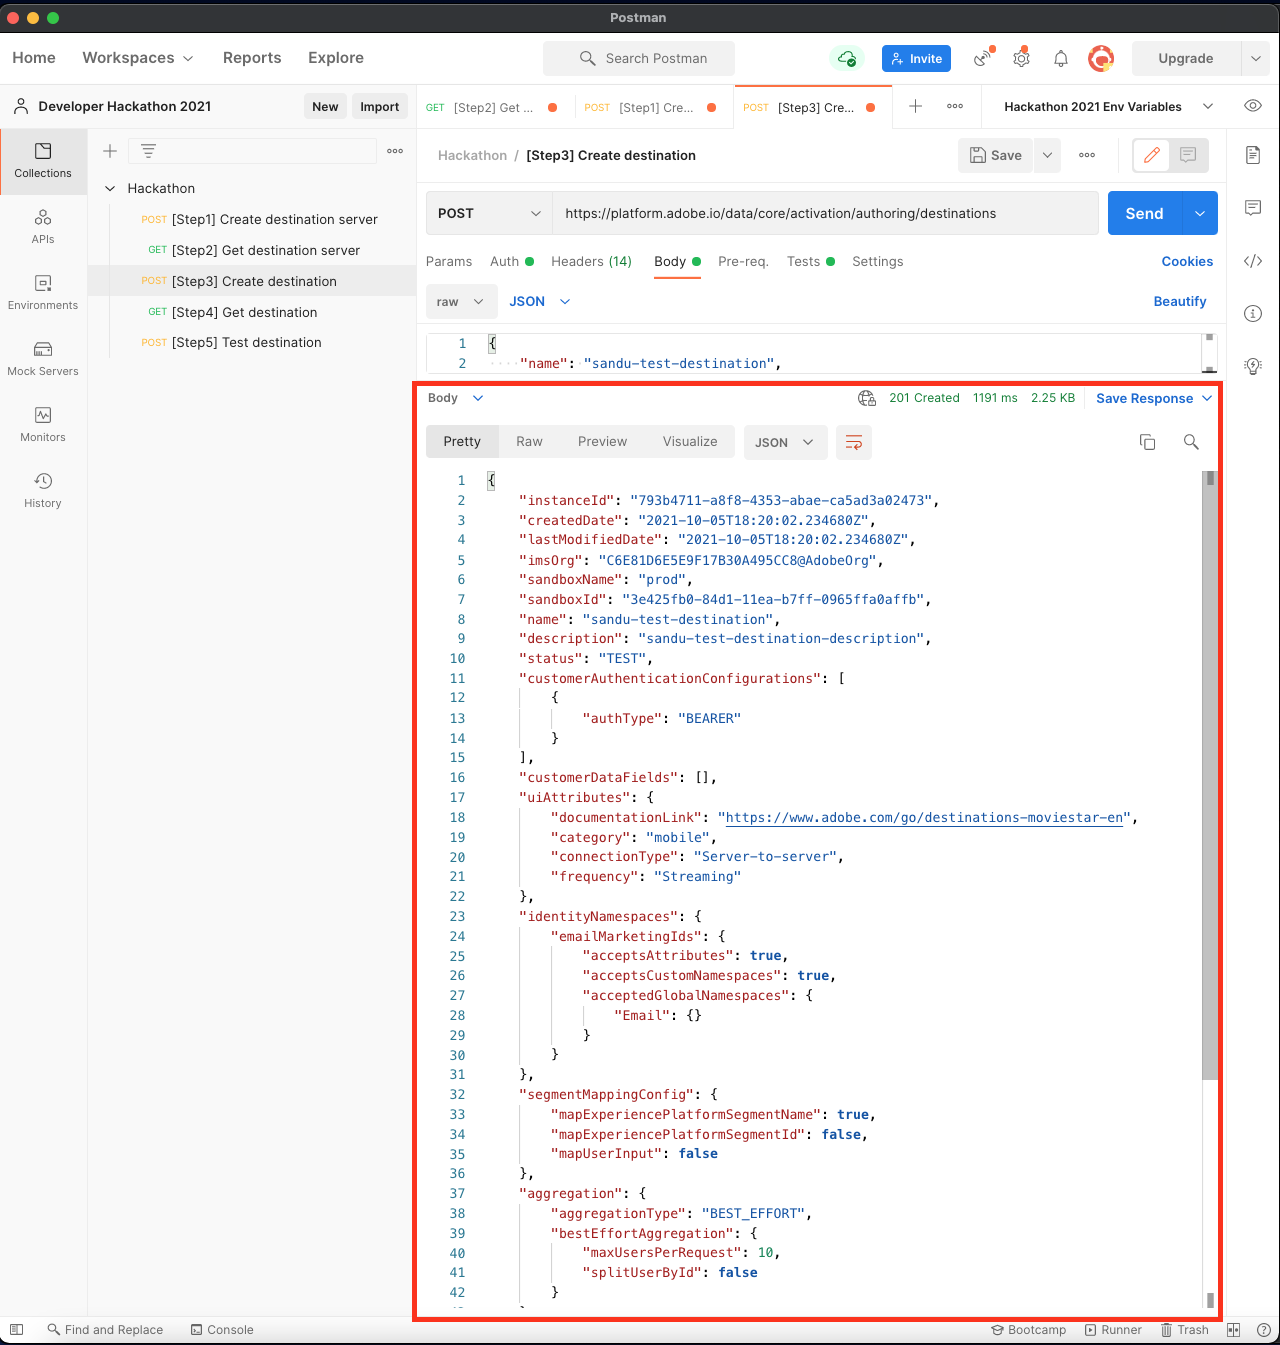 Postman
Home Workspaces Reports Explore Search Postman Invite Upgrade
Developer Hackathon 2021 New Import GET [Step2] Get ... POST [Step1] Cre... POST [Step3] Cre... Hackathon 2021 Env Variables
Collections
APIs
Environments
Mock Servers
Monitors
History
Hackathon
POST [Step1] Create destination server
GET [Step2] Get destination server
POST [Step3] Create destination
GET [Step4] Get destination
POST [Step5] Test destination
Hackathon / [Step3] Create destination Save
POST https://platform.adobe.io/data/core/activation/authoring/destinations Send
Params Auth Headers (14) Body Pre-req. Tests Settings Cookies
raw JSON Beautify
1 {
2 "name": "sandu-test-destination",
Body 201 Created 1191 ms 2.25 KB Save Response
Pretty Raw Preview Visualize JSON
1 {
2 "instanceId": "793b4711-a8f8-4353-abae-ca5ad3a02473",
3 "createdDate": "2021-10-05T18:20:02.234680Z",
4 "lastModifiedDate": "2021-10-05T18:20:02.234680Z",
5 "imsOrg": "C6E81D6E5E9F17B30A495CC8@AdobeOrg",
6 "sandboxName": "prod",
7 "sandboxId": "3e425fb0-84d1-11ea-b7ff-0965ffa0affb",
8 "name": "sandu-test-destination",
9 "description": "sandu-test-destination-description",
10 "status": "TEST",
11 "customerAuthenticationConfigurations": [
12 {
13 "authType": "BEARER"
14 }
15 ],
16 "customerDataFields": [],
17 "uiAttributes": {
18 "documentationLink": "https://www.adobe.com/go/destinations-moviestar-en",
19 "category": "mobile",
20 "connectionType": "Server-to-server",
21 "frequency": "Streaming"
22 },
23 "identityNamespaces": {
24 "emailMarketingIds": {
25 "acceptsAttributes": true,
26 "acceptsCustomNamespaces": true,
27 "acceptedGlobalNamespaces": {
28 "Email": {}
29 }
30 }
31 },
32 "segmentMappingConfig": {
33 "mapExperiencePlatformSegmentName": true,
34 "mapExperiencePlatformSegmentId": false,
35 "mapUserInput": false
36 },
37 "aggregation": {
38 "aggregationType": "BEST_EFFORT",
39 "bestEffortAggregation": {
40 "maxUsersPerRequest": 10,
41 "splitUserById": false
42 }
Find and Replace Console Bootcamp Runner Trash